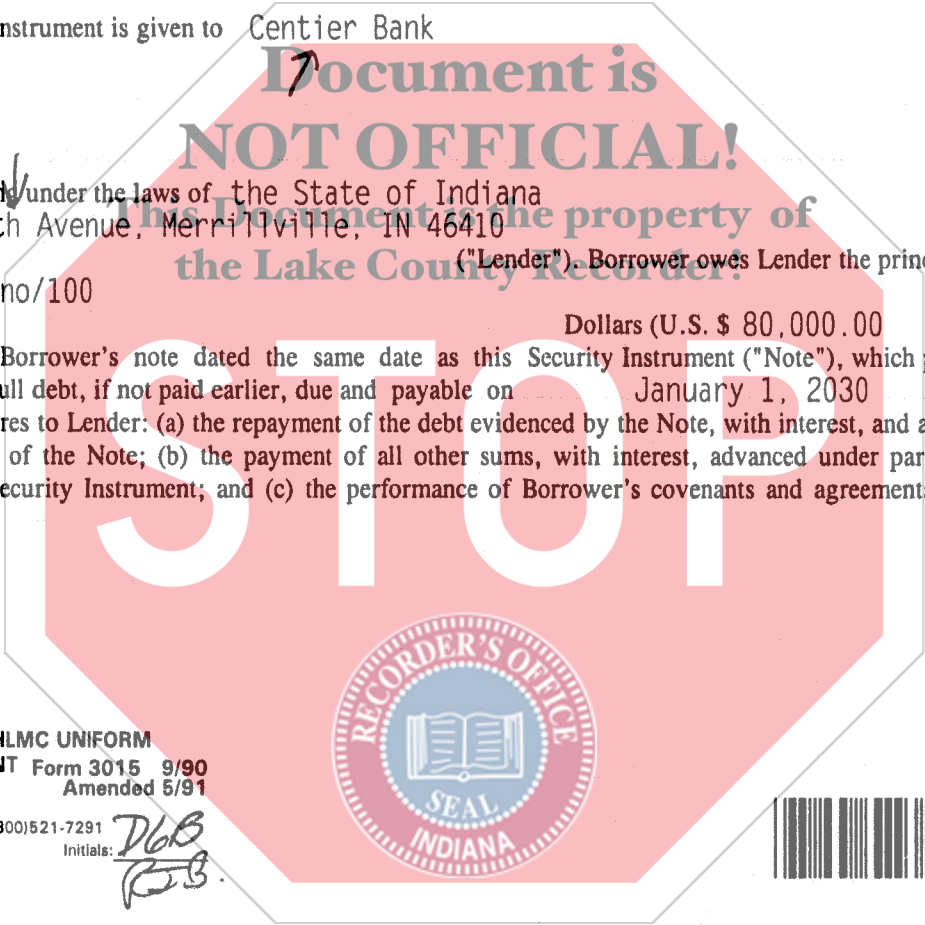 nstrument is given to Centier Bank
Document is
NOT OFFICIAL!
under the laws of the State of Indiana
This Document is the property of
th Avenue, Merrillville, IN 46410
("Lender"). Borrower owes Lender the princ
the Lake County Recorder!
no/100
Dollars (U.S. $ 80,000.00
Borrower's note dated the same date as this Security Instrument ("Note"), which
ull debt, if not paid earlier, due and payable on January 1, 2030
res to Lender: (a) the repayment of the debt evidenced by the Note, with interest, and a
of the Note; (b) the payment of all other sums, with interest, advanced under par
ecurity Instrument; and (c) the performance of Borrower's covenants and agreement
STOP
RECORDER'S OFFICE
SEAL
INDIANA
HLMC UNIFORM
NT Form 3015 9/90
Amended 5/91
800)521-7291
Initials: DGB